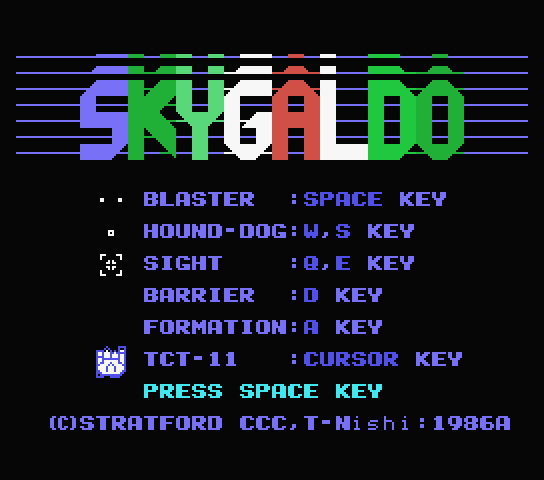 SKYGALDO
BLASTER :SPACE KEY
HOUND-DOG:W,S KEY
SIGHT :Q,E KEY
BARRIER :D KEY
FORMATION:A KEY
TCT-11 :CURSOR KEY
PRESS SPACE KEY
(C)STRATFORD CCC,T-Nishi:1986A